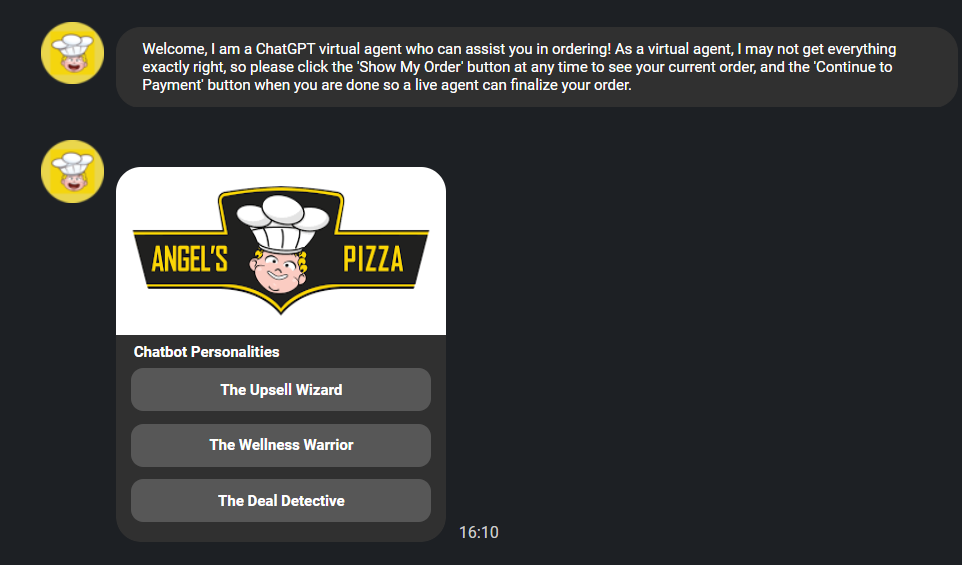 Welcome, I am a ChatGPT virtual agent who can assist you in ordering! As a virtual agent, I may not get everything
exactly right, so please click the 'Show My Order' button at any time to see your current order, and the 'Continue to
Payment' button when you are done so a live agent can finalize your order.
ANGEL'S PIZZA
Chatbot Personalities
The Upsell Wizard
The Wellness Warrior
The Deal Detective
16:10